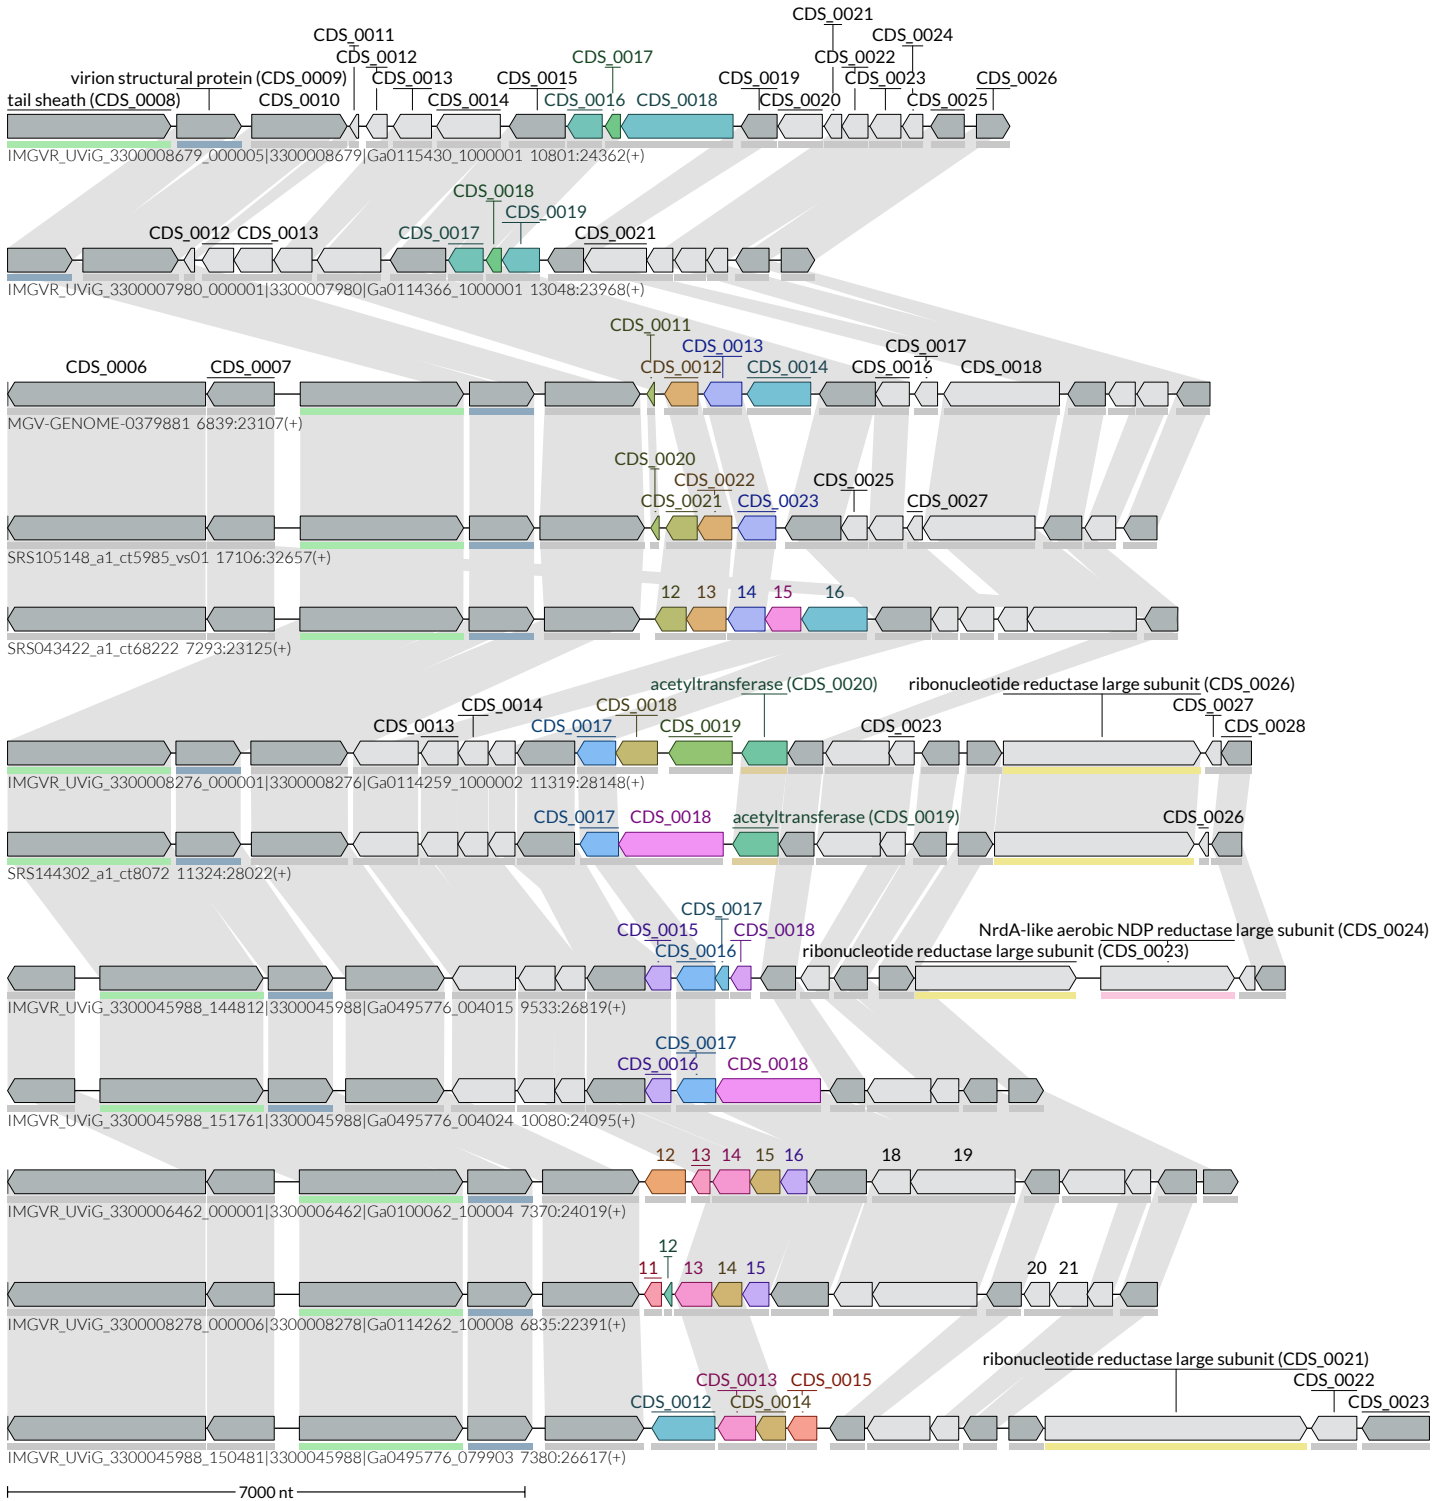 CDS_0021
CDS_0011 CDS_0017 CDS_0024
CDS_0012 CDS_0022
virion structural protein (CDS_0009) CDS_0013 CDS_0015 CDS_0019 CDS_0023 CDS_0026
tail sheath (CDS_0008) CDS_0010 CDS_0014 CDS_0016 CDS_0018 CDS_0020 CDS_0025
IMGVR_UViG_3300008679_000005|3300008679|Ga0115430_1000001 10801:24362(+)
CDS_0018
CDS_0019
CDS_0012 CDS_0013 CDS_0017 CDS_0021
IMGVR_UViG_3300007980_000001|3300007980|Ga0114366_1000001 13048:23968(+)
CDS_0011
CDS_0013 CDS_0017
CDS_0006 CDS_0007 CDS_0012 CDS_0014 CDS_0016 CDS_0018
MGV-GENOME-0379881 6839:23107(+)
CDS_0020
CDS_0022 CDS_0025
CDS_0021 CDS_0023 CDS_0027
SRS105148_a1_ct5985_vs01 17106:32657(+)
12 13 14 15 16
SRS043422_a1_ct68222 7293:23125(+)
acetyltransferase (CDS_0020) ribonucleotide reductase large subunit (CDS_0026)
CDS_0014 CDS_0018 CDS_0027
CDS_0013 CDS_0017 CDS_0019 CDS_0023 CDS_0028
IMGVR_UViG_3300008276_000001|3300008276|Ga0114259_1000002 11319:28148(+)
CDS_0017 CDS_0018 acetyltransferase (CDS_0019) CDS_0026
SRS144302_a1_ct8072 11324:28022(+)
CDS_0017
CDS_0015 CDS_0018 NrdA-like aerobic NDP reductase large subunit (CDS_0024)
CDS_0016 ribonucleotide reductase large subunit (CDS_0023)
IMGVR_UViG_3300045988_144812|3300045988|Ga0495776_004015 9533:26819(+)
CDS_0017
CDS_0016 CDS_0018
IMGVR_UViG_3300045988_151761|3300045988|Ga0495776_004024 10080:24095(+)
12 13 14 15 16 18 19
IMGVR_UViG_3300006462_000001|3300006462|Ga0100062_100004 7370:24019(+)
12
11 13 14 15 20 21
IMGVR_UViG_3300008278_000006|3300008278|Ga0114262_100008 6835:22391(+)
ribonucleotide reductase large subunit (CDS_0021)
CDS_0013 CDS_0015 CDS_0022
CDS_0012 CDS_0014 CDS_0023
IMGVR_UViG_3300045988_150481|3300045988|Ga0495776_079903 7380:26617(+)
7000 nt